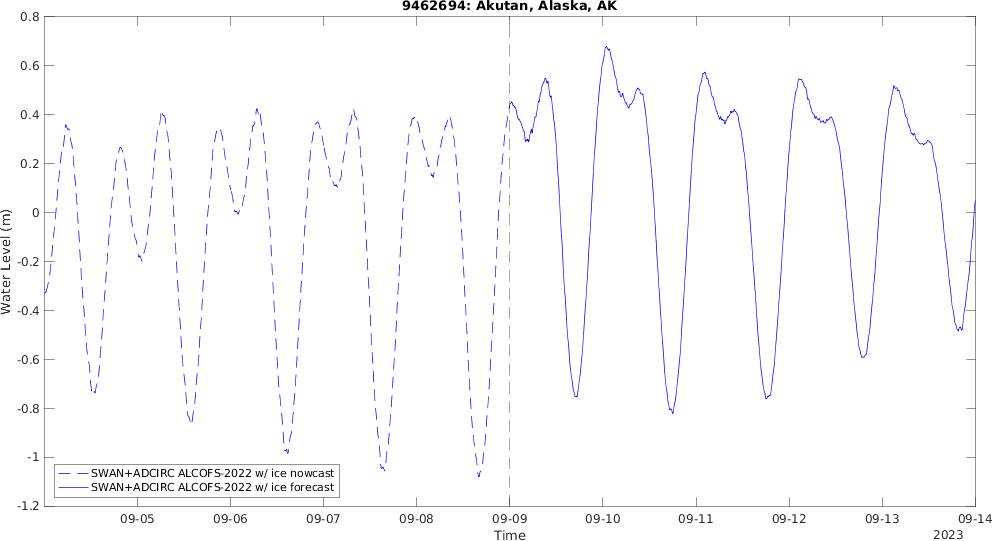 9462694: Akutan, Alaska, AK
0.8
0.6
0.4
0.2
0
-0.2
-0.4
-0.6
-0.8
-1
-1.2
Water Level (m)
SWAN+ADCIRC ALCOFS-2022 w/ ice nowcast
SWAN+ADCIRC ALCOFS-2022 w/ ice forecast
09-05 09-06 09-07 09-08 09-09 09-10 09-11 09-12 09-13 09-14
Time
2023